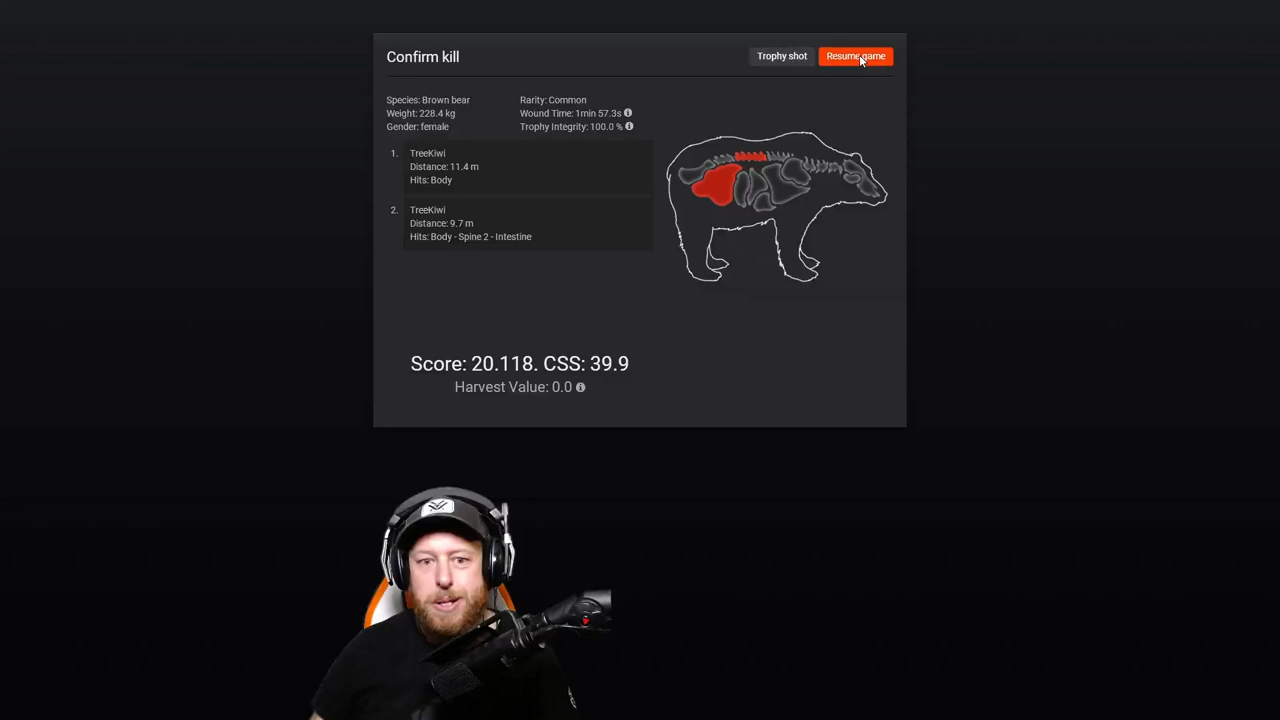 Confirm kill
Trophy shot
Resume game
Species: Brown bear
Weight: 228.4 kg
Gender: female
Rarity: Common
Wound Time: 1min 57.3s
Trophy Integrity: 100.0 %
1.
TreeKiwi
Distance: 11.4 m
Hits: Body
2.
TreeKiwi
Distance: 9.7 m
Hits: Body - Spine 2 - Intestine
Score: 20.118. CSS: 39.9
Harvest Value: 0.0